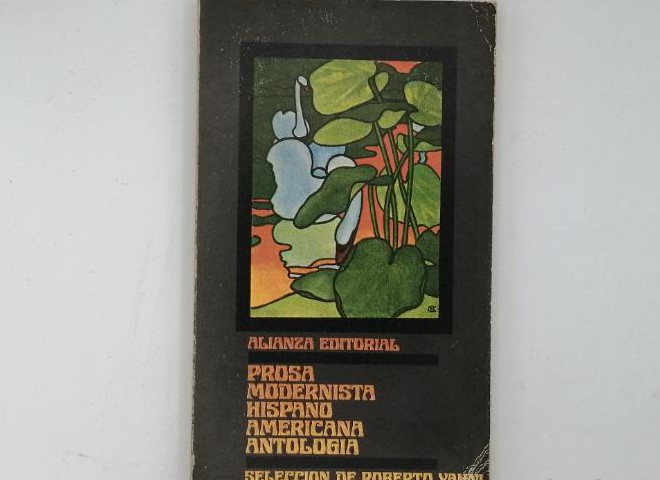 ALIANZA EDITORIAL
PROSA
MODERNISTA
HISPANO
AMERICANA
ANTOLOGIA
SELECCION DE ROBERTO